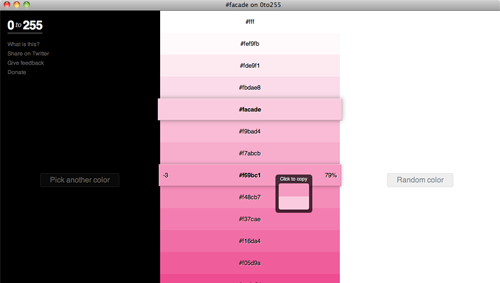 #facade on 0to255
0 to 255
What is this?
Share on Twitter
Give feedback
Donate
Pick another color
#fff
#fef9fb
#fde9f1
#fbdae8
#facade
#f9bad4
#f7abcb
-3 #f69bc1 79%
Click to copy
#f48cb7
#f37cae
#f16da4
#f05d9a
Random color